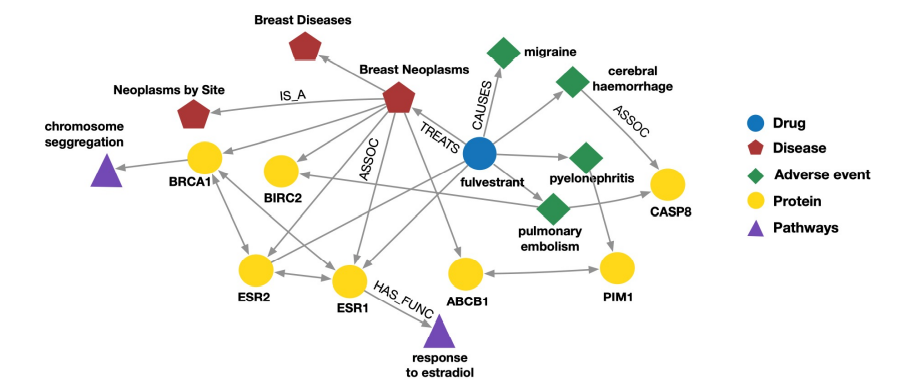 Breast Diseases
migraine
Breast Neoplasms
cerebral
haemorrhage
Neoplasms by Site
IS_A
CAUSES
ASSOC
chromosome
seggregation
TREATS
ASSOC
Drug
Disease
Adverse event
Protein
Pathways
BRCA1
BIRC2
fulvestrant
pyelonephritis
CASP8
pulmonary
embolism
ESR2
ESR1
HAS_FUNC
ABCB1
PIM1
response
to estradiol